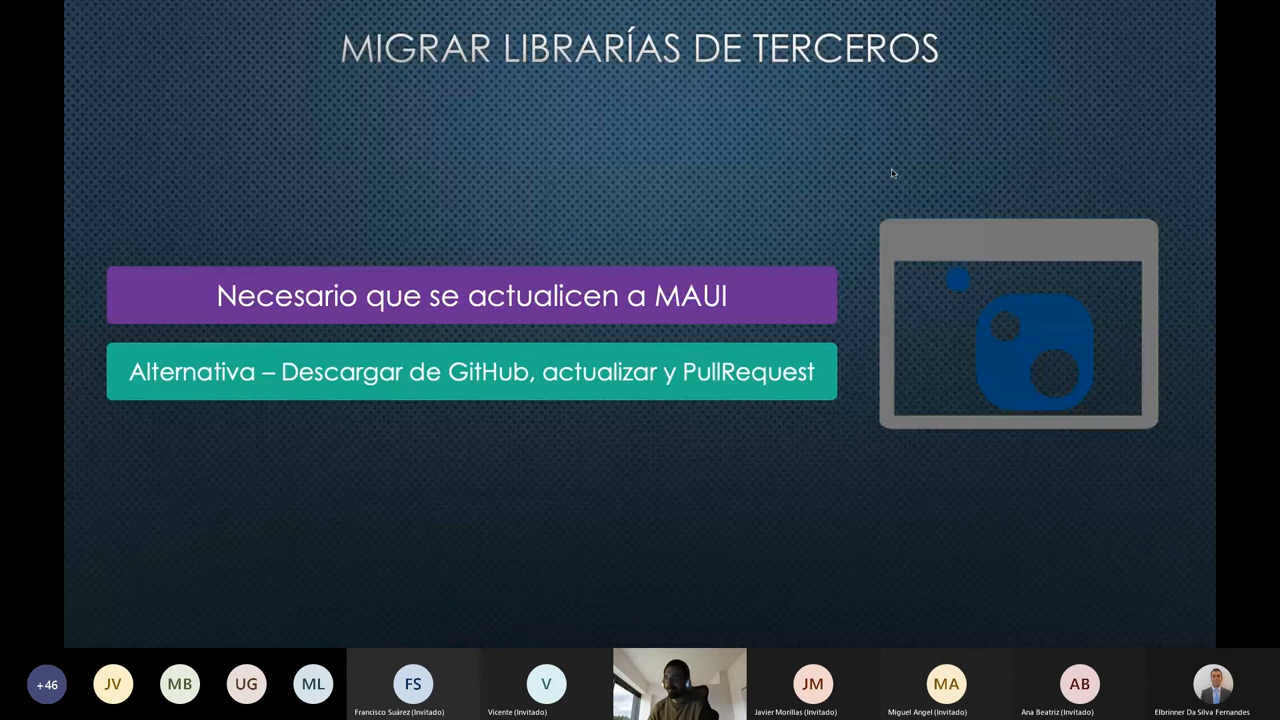 MIGRAR LIBRARÍAS DE TERCEROS
Necesario que se actualicen a MAUI
Alternativa – Descargar de GitHub, actualizar y PullRequest
+46
JV
MB
UG
ML
FS
V
JM
MA
AB
Francisco Suárez (Invitado)
Vicente (Invitado)
Javier Morillas (Invitado)
Miguel Angel (Invitado)
Ana Beatriz (Invitado)
Elbrinner Da Silva Fernandes